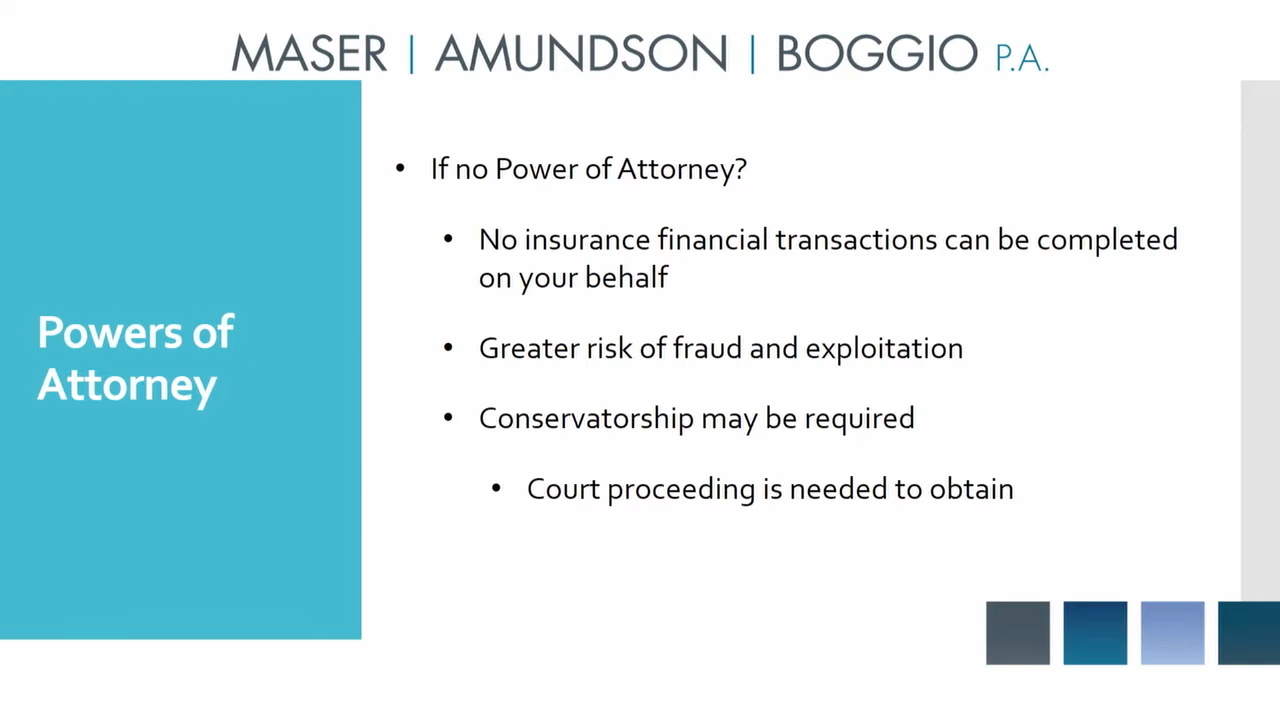 MASER | AMUNDSON | BOGGIO P.A.
Powers of
Attorney
• If no Power of Attorney?
• No insurance financial transactions can be completed
on your behalf
• Greater risk of fraud and exploitation
• Conservatorship may be required
• Court proceeding is needed to obtain